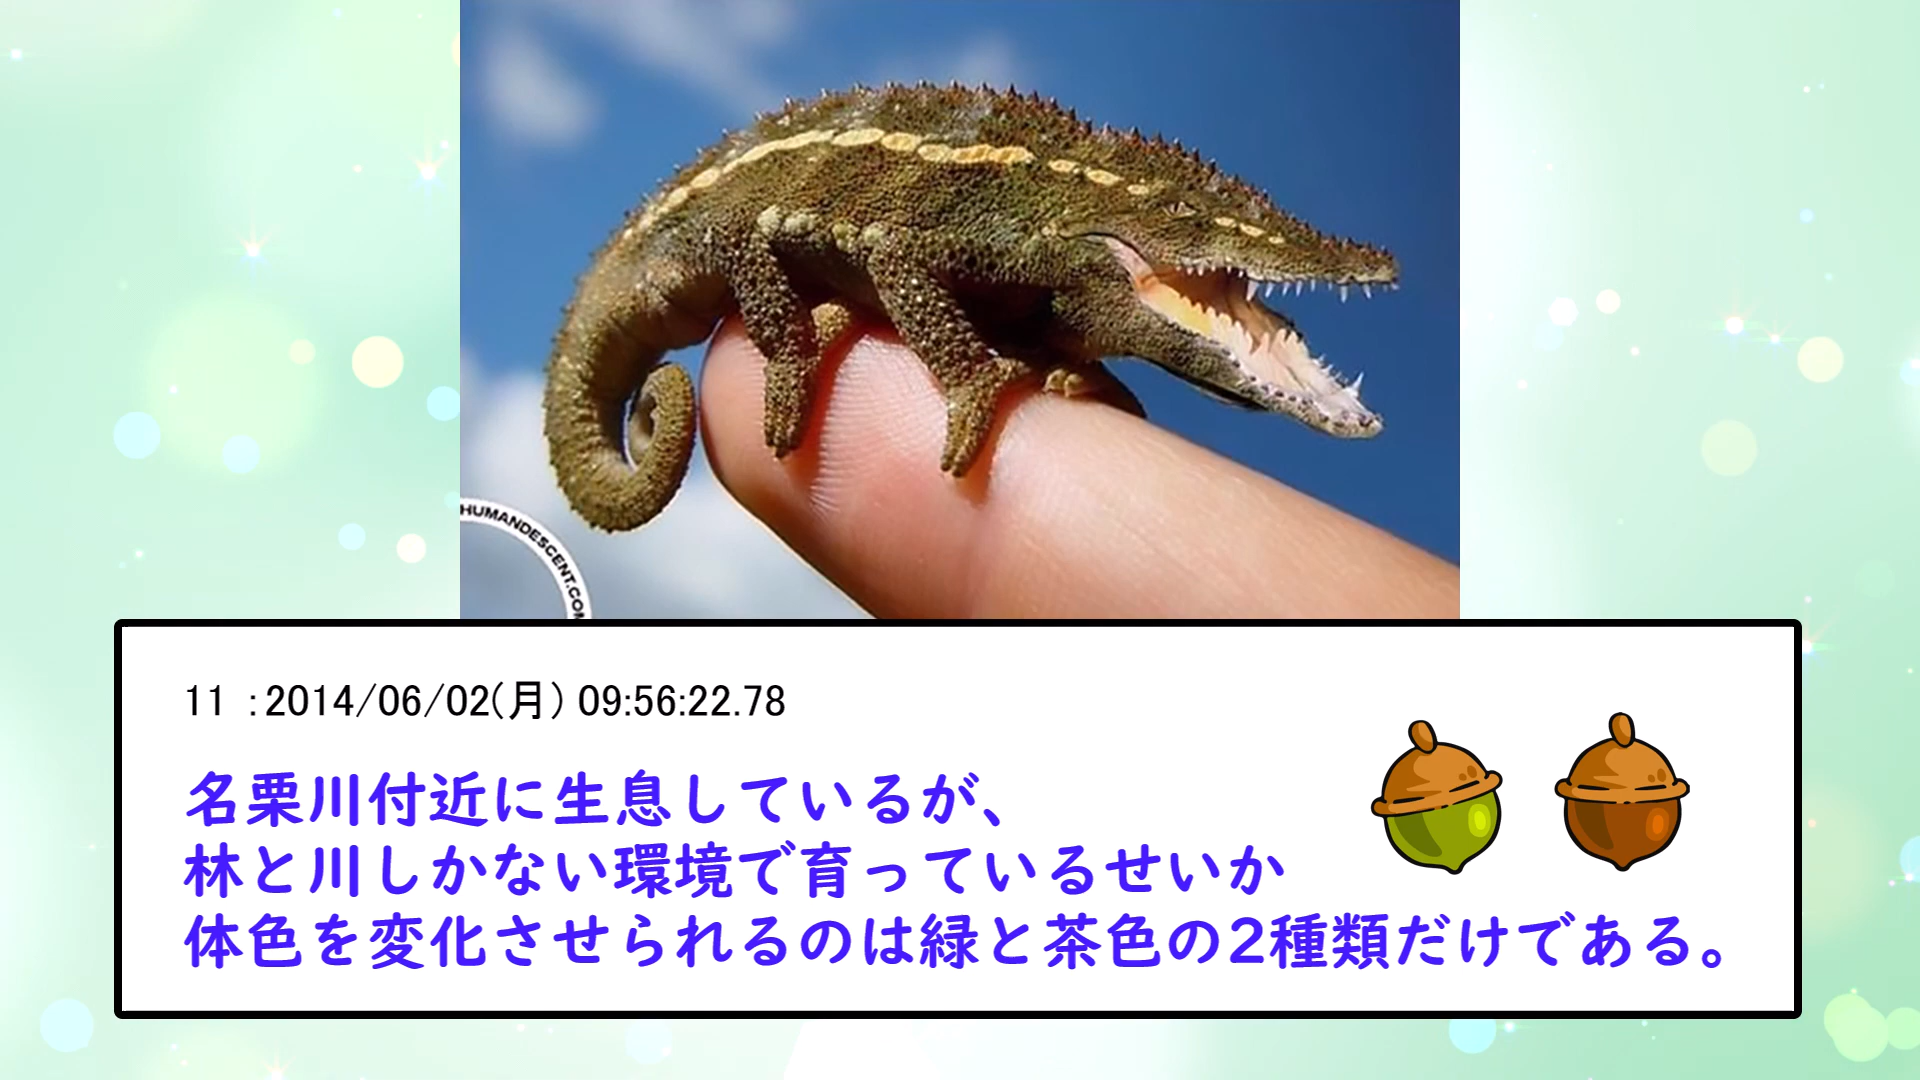 HUMANDESCENT.COM
11 :2014/06/02(月) 09:56:22.78
名栗川付近に生息しているが、
林と川しかない環境で育っているせいか
体色を変化させられるのは緑と茶色の2種類だけである。